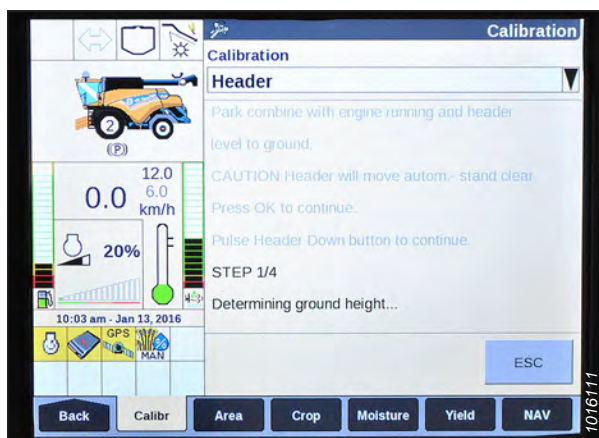 Calibration
Calibration
Header
Park combine with engine running and header
level to ground.
CAUTION Header will move autom.- stand clear
Press OK to continue.
Pulse Header Down button to continue.
STEP 1/4
Determining ground height...
2
(P)
12.0
0.0
6.0
km/h
20%
10:03 am - Jan 13, 2016
GPS
MAN
ESC
Back
Calibr
Area
Crop
Moisture
Yield
NAV
1016111